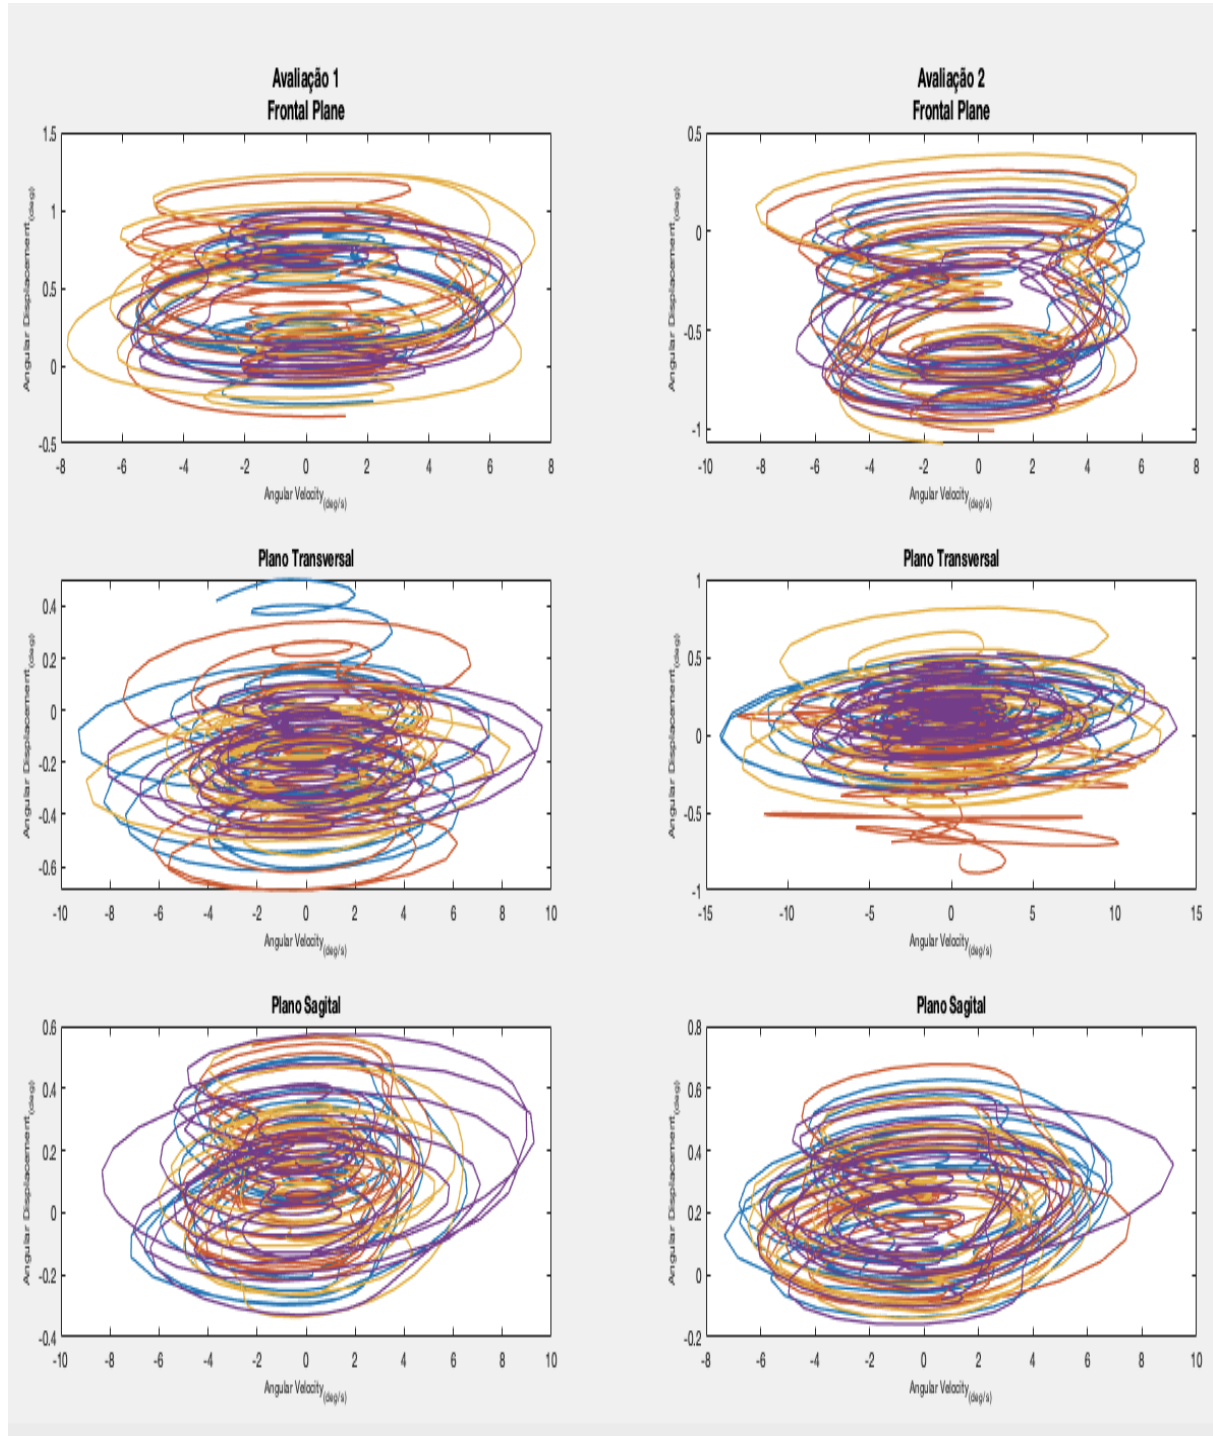 Avaliação 1
Frontal Plane
1.5
1
0.5
0
-0.5
Angular Displacement(deg)
-8 -6 -4 -2 0 2 4 6 8
Angular Velocity(deg/s)
Avaliação 2
Frontal Plane
0.5
0
-0.5
-1
Angular Displacement(deg)
-10 -8 -6 -4 -2 0 2 4 6 8
Angular Velocity(deg/s)
Plano Transversal
0.4
0.2
0
-0.2
-0.4
-0.6
Angular Displacement(deg)
-10 -8 -6 -4 -2 0 2 4 6 8 10
Angular Velocity(deg/s)
Plano Transversal
1
0.5
0
-0.5
-1
Angular Displacement(deg)
-15 -10 -5 0 5 10 15
Angular Velocity(deg/s)
Plano Sagital
0.6
0.4
0.2
0
-0.2
-0.4
Angular Displacement(deg)
-10 -8 -6 -4 -2 0 2 4 6 8 10
Angular Velocity(deg/s)
Plano Sagital
0.8
0.6
0.4
0.2
0
-0.2
Angular Displacement(deg)
-8 -6 -4 -2 0 2 4 6 8 10
Angular Velocity(deg/s)